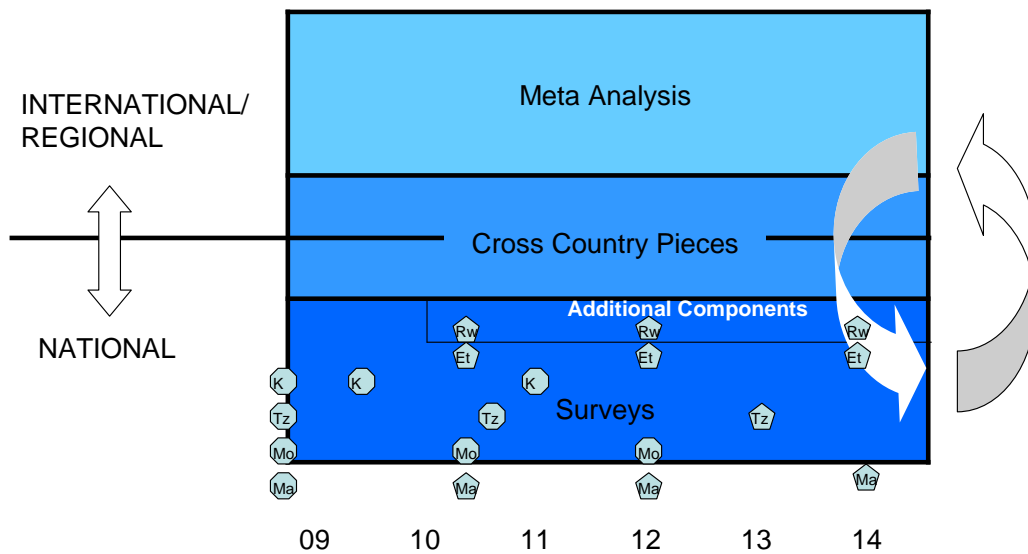 Meta Analysis
INTERNATIONAL/
REGIONAL
Cross Country Pieces
Additional Components
Rw Rw Rw
NATIONAL
Et Et Et
K K K
Surveys
Tz Tz Tz
Mo Mo Mo
Ma Ma Ma Ma
09 10 11 12 13 14